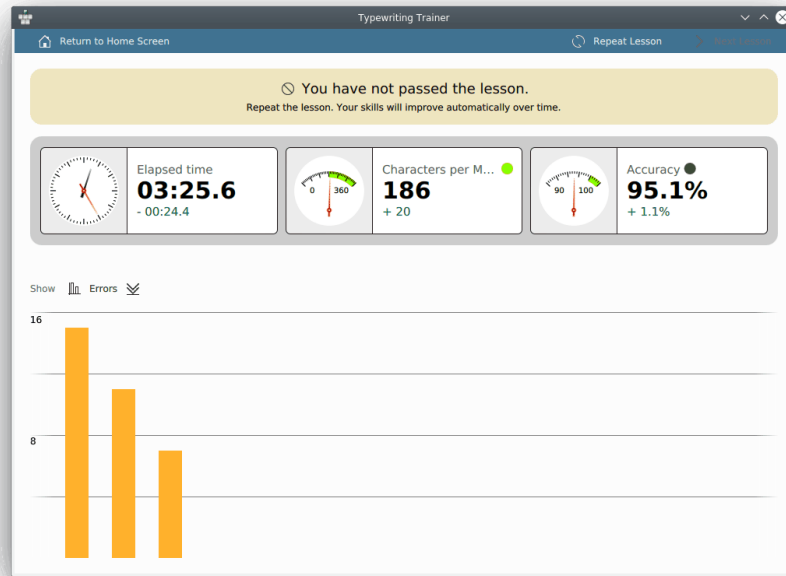 Typewriting Trainer
Return to Home Screen
Repeat Lesson
You have not passed the lesson.
Repeat the lesson. Your skills will improve automatically over time.
Elapsed time
03:25.6
- 00:24.4
0 360
Characters per M...
186
+ 20
90 100
Accuracy
95.1%
+ 1.1%
Show Errors
16
8